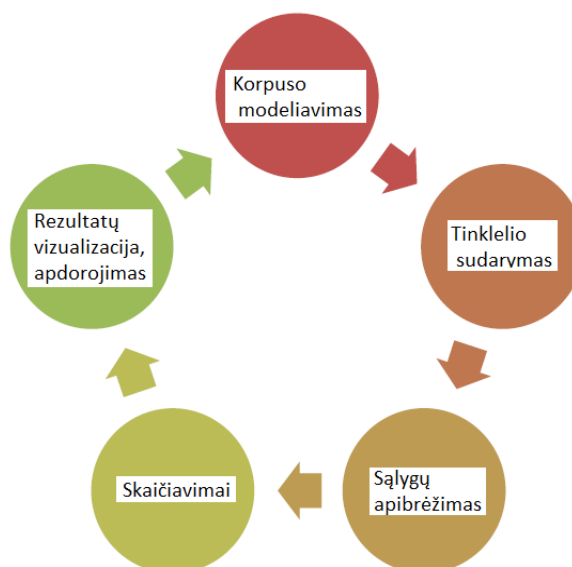 Korpuso
modeliavimas
Tinklelio
sudarymas
Sąlygų
apibrėžimas
Skaičiavimai
Rezultatų
vizualizacija,
apdorojimas